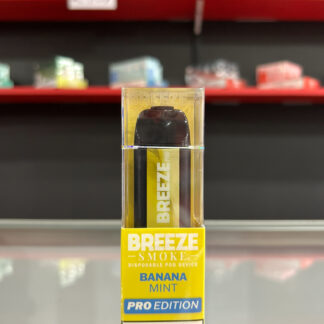 BREEZE
BREEZE
SMOKE
DISPOSABLE POD DEVICE
BANANA
MINT
PRO EDITION